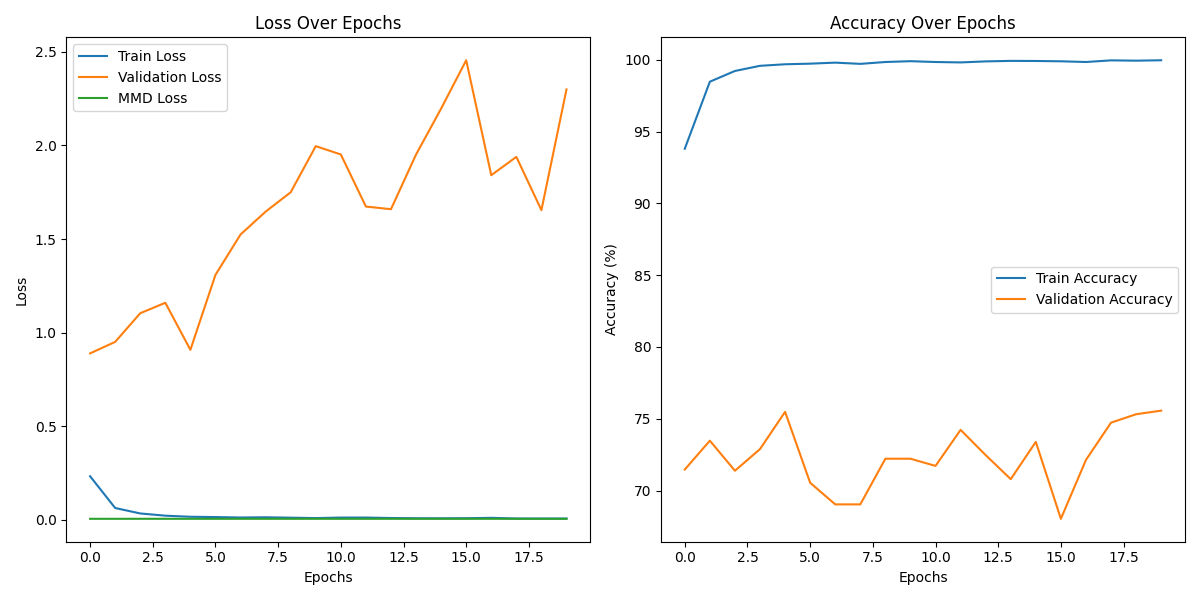 Loss Over Epochs
Train Loss
Validation Loss
MMD Loss
2.5
2.0
1.5
1.0
0.5
0.0
Loss
0.0 2.5 5.0 7.5 10.0 12.5 15.0 17.5
Epochs
Accuracy Over Epochs
Train Accuracy
Validation Accuracy
100
95
90
85
80
75
70
Accuracy (%)
0.0 2.5 5.0 7.5 10.0 12.5 15.0 17.5
Epochs